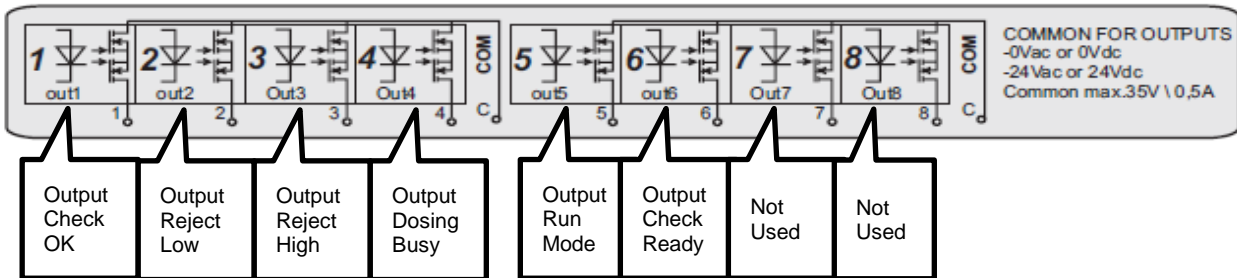 1 2 3 4 COM 5 6 7 8 COM
out1 out2 Out3 Out4 out5 out6 Out7 Out8
1 2 3 4 C 5 6 7 8 C
COMMON FOR OUTPUTS
-0Vac or 0Vdc
-24Vac or 24Vdc
Common max.35V \ 0,5A
Output
Check
OK
Output
Reject
Low
Output
Reject
High
Output
Dosing
Busy
Output
Run
Mode
Output
Check
Ready
Not
Used
Not
Used